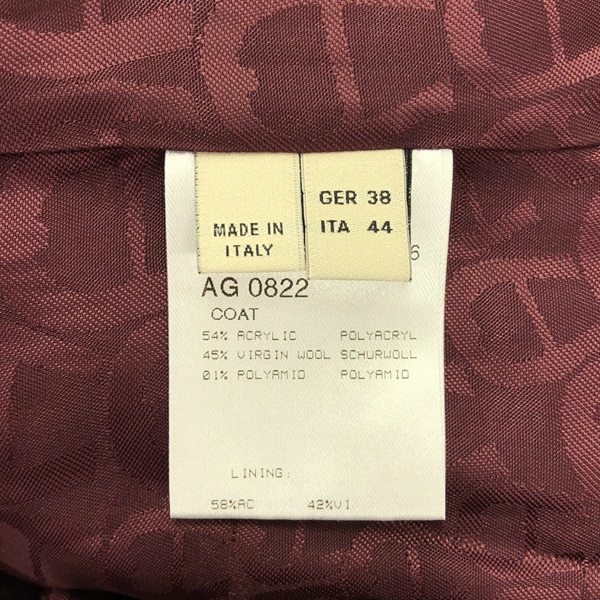 MADE IN
ITALY
GER 38
ITA 44
6
AG 0822
COAT
54% ACRYLIC POLYACRYL
45% VIRGIN WOOL SCHURWOLL
01% POLYAMID POLYAMID
LINING:
58%AC 42%VI